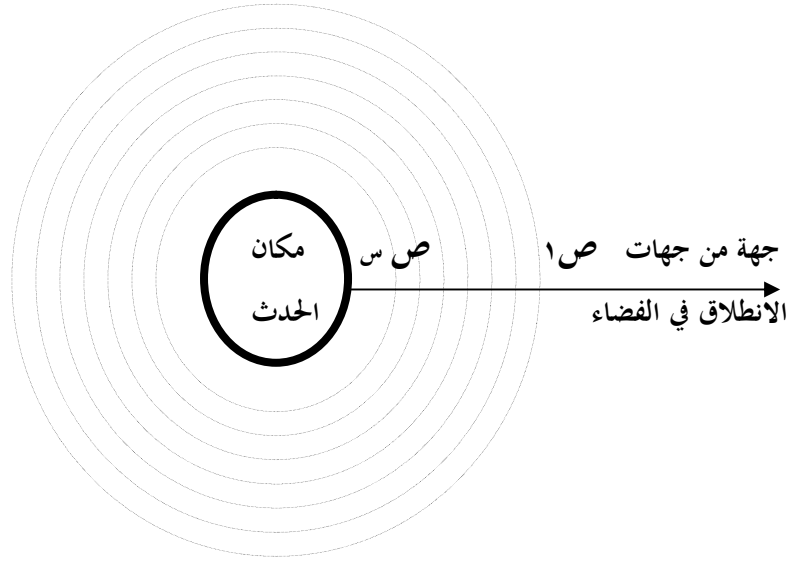 مكان
الحدث
ص س
ص١
جهة من جهات
الانطلاق في الفضاء